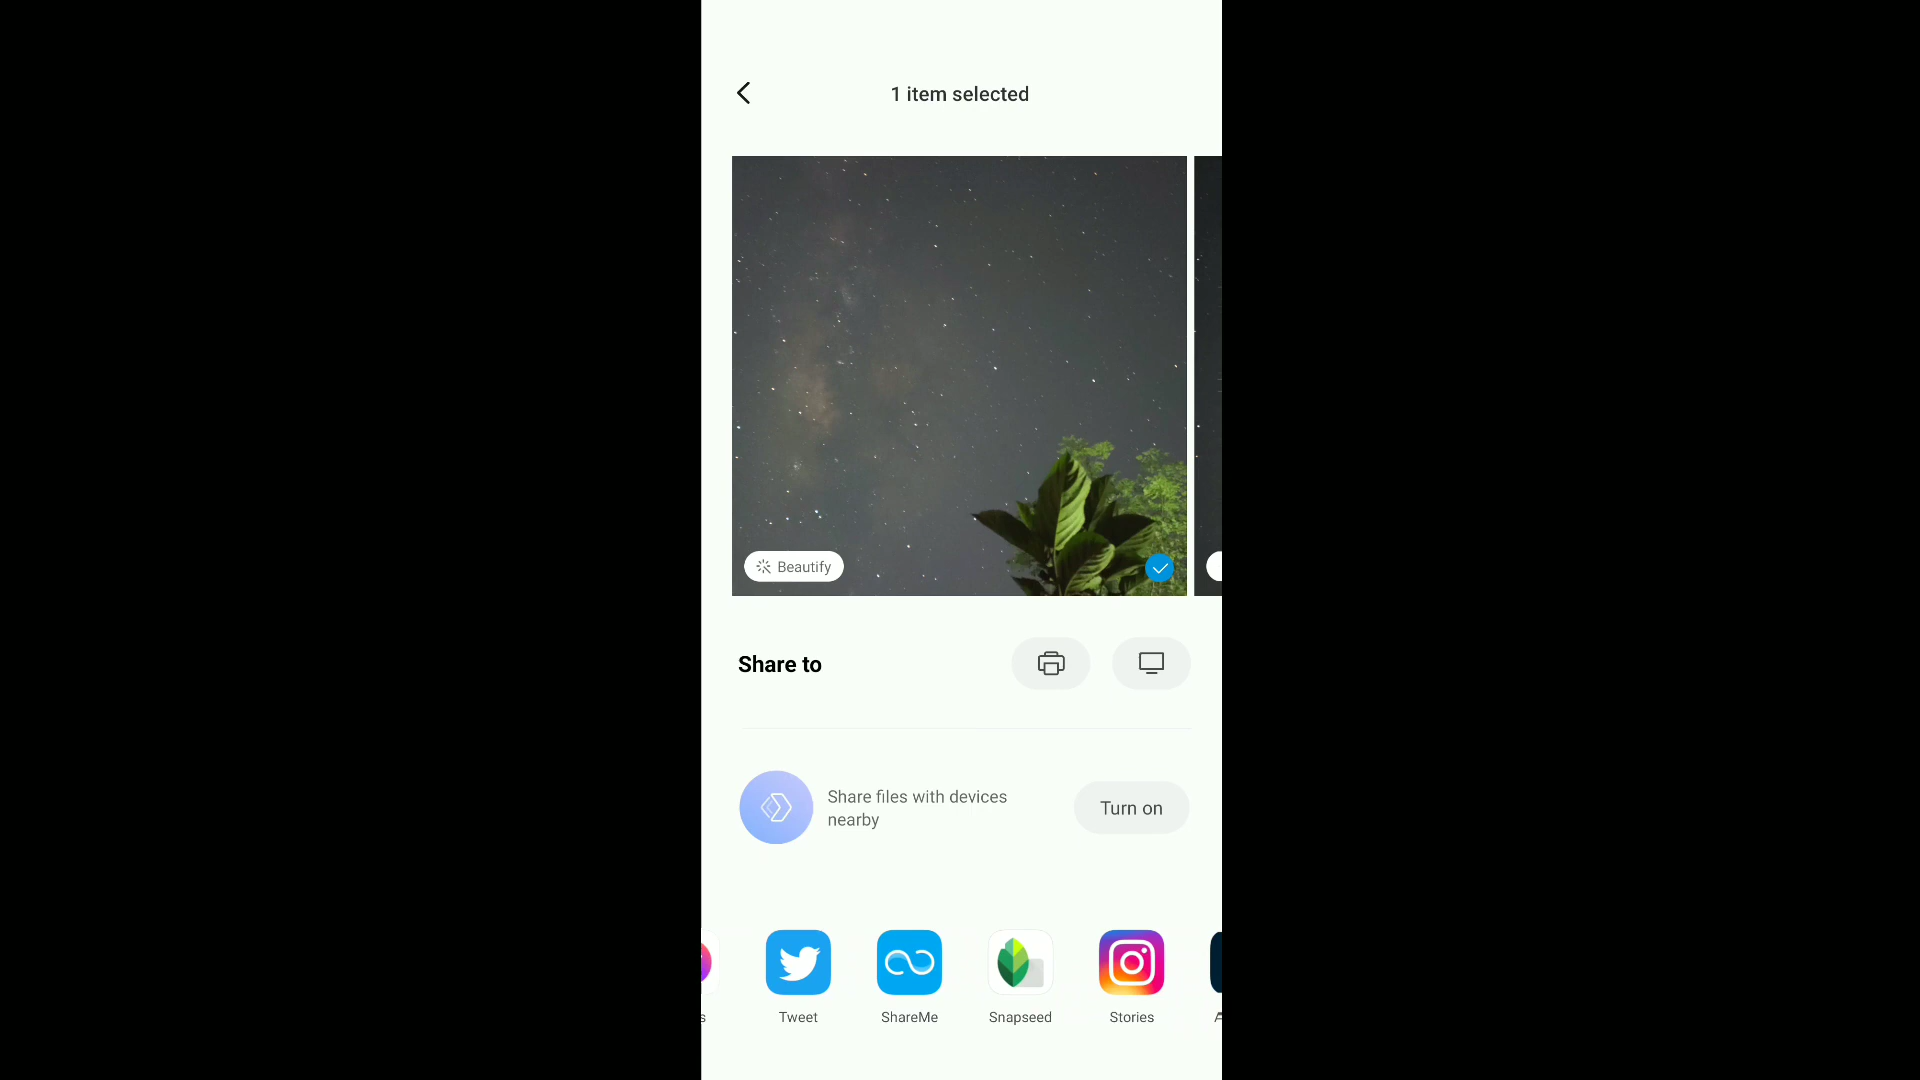 1 item selected
Beautify
Share to
Share files with devices
nearby
Turn on
s
Tweet
ShareMe
Snapseed
Stories